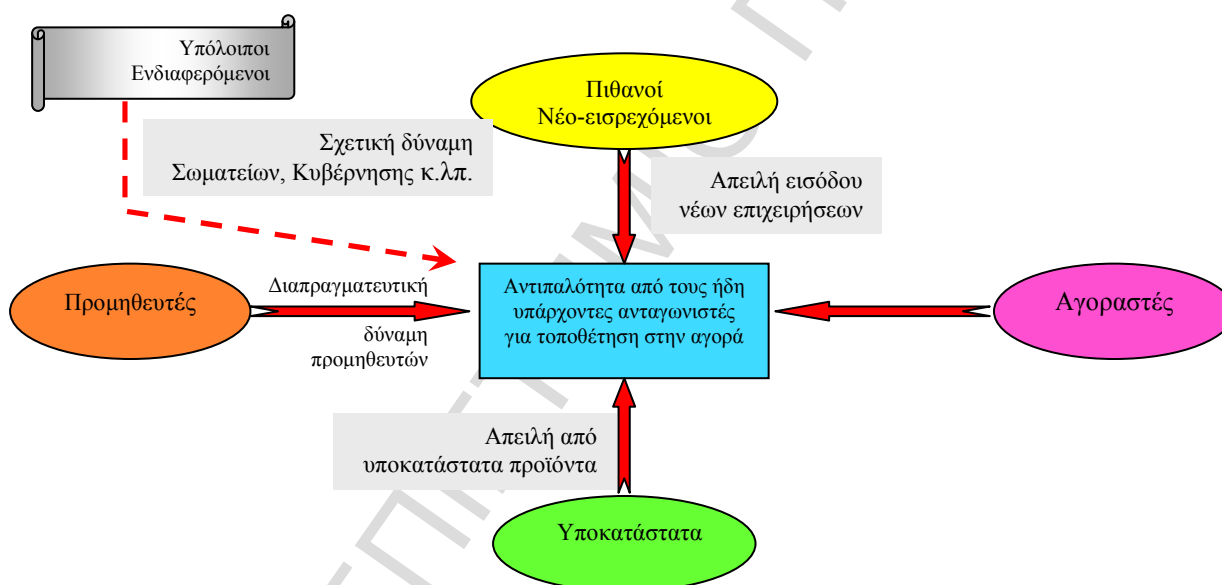 Υπόλοιποι
Ενδιαφερόμενοι
Πιθανοί
Νέο-εισρεχόμενοι
Σχετική δύναμη
Σωματείων, Κυβέρνησης κ.λπ.
Απειλή εισόδου
νέων επιχειρήσεων
Προμηθευτές
Διαπραγματευτική
δύναμη
προμηθευτών
Αντιπαλότητα από τους ήδη
υπάρχοντες ανταγωνιστές
για τοποθέτηση στην αγορά
Αγοραστές
Απειλή από
υποκατάστατα προϊόντα
Υποκατάστατα